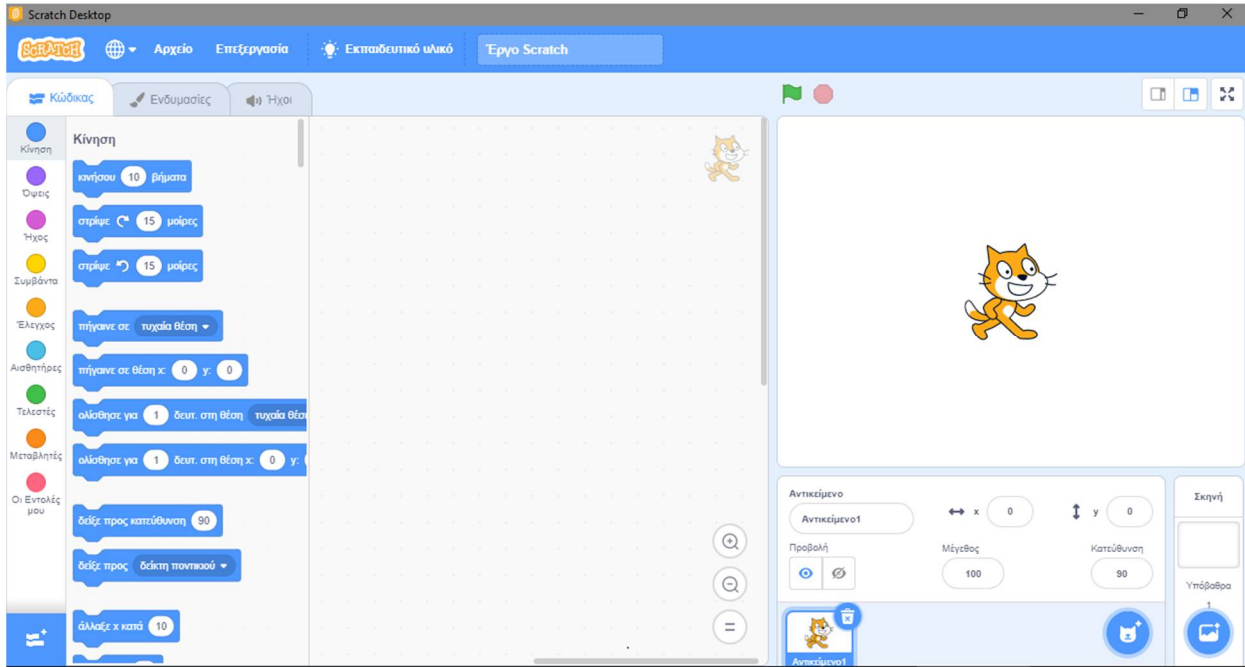 Scratch Desktop
SCRATCH
Αρχείο
Επεξεργασία
Εκπαιδευτικό υλικό
Έργο Scratch
Κώδικας
Ενδυμασίες
Ήχοι
Κίνηση
Όψεις
Ήχος
Συμβάντα
Έλεγχος
Αισθητήρες
Τελεστές
Μεταβλητές
Οι Εντολές
μου
Κίνηση
κινήσου 10 βήματα
στρίψε 15 μοίρες
στρίψε 15 μοίρες
πήγαινε σε τυχαία θέση
πήγαινε σε θέση x: 0 y: 0
ολίσθησε για 1 δευτ. στη θέση τυχαία θέσ
ολίσθησε για 1 δευτ. στη θέση x: 0 y:
δείξε προς κατεύθυνση 90
δείξε προς δείκτη ποντικιού
άλλαξε x κατά 10
Αντικείμενο
Αντικείμενο1
x 0
y 0
Προβολή
Μέγεθος
100
Κατεύθυνση
90
Αντικείμενο1
Σκηνή
Υπόβαθρα
1